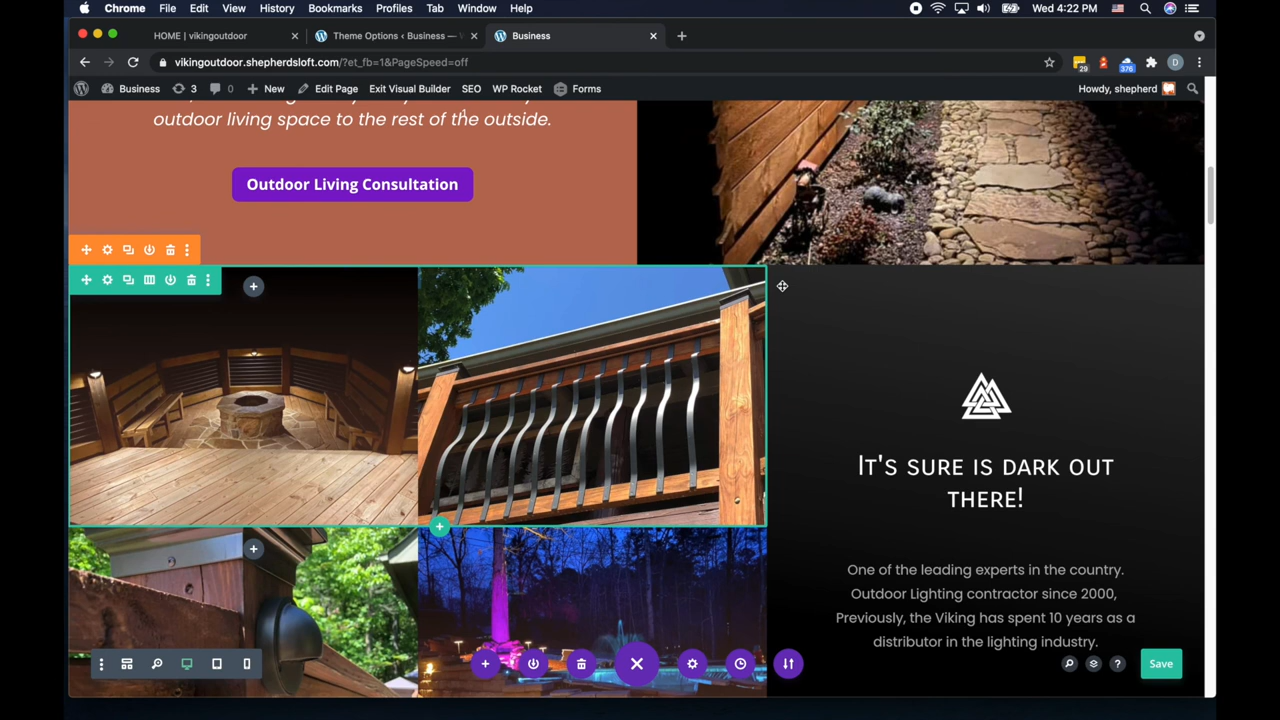 Chrome File Edit View History Bookmarks Profiles Tab Window Help Wed 4:22 PM
HOME | vikingoutdoor Theme Options ‹ Business — Business
vikingoutdoor.shepherdsloft.com/?et_fb=1&PageSpeed=off 29 376 D
Business 3 0 New Edit Page Exit Visual Builder SEO WP Rocket Forms Howdy, shepherd
outdoor living space to the rest of the outside.
Outdoor Living Consultation
It's sure is dark out
there!
One of the leading experts in the country.
Outdoor Lighting contractor since 2000,
Previously, the Viking has spent 10 years as a
distributor in the lighting industry.
Save